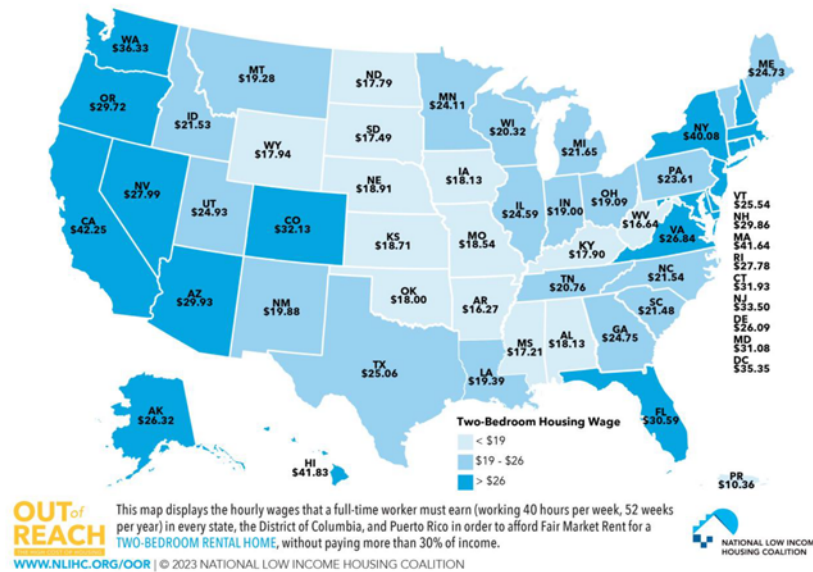 WA
$36.33
MT
$19.28
ND
$17.79
ME
$24.73
OR
$29.72
ID
$21.53
MN
$24.11
WY
$17.94
SD
$17.49
WI
$20.32
MI
$21.65
NY
$40.08
NV
$27.99
NE
$18.91
IA
$18.13
PA
$23.61
CA
$42.25
UT
$24.93
CO
$32.13
IL
$24.59
IN
$19.00
OH
$19.09
WV
$16.64
VA
$26.84
KS
$18.71
MO
$18.54
KY
$17.90
VT
$25.54
NH
$29.86
MA
$41.64
RI
$27.78
CT
$31.93
NJ
$33.50
DE
$26.09
MD
$31.08
DC
$35.35
AZ
$29.93
NM
$19.88
OK
$18.00
AR
$16.27
TN
$20.76
NC
$21.54
SC
$21.48
TX
$25.06
LA
$19.39
MS
$17.21
AL
$18.13
GA
$24.75
AK
$26.32
HI
$41.83
FL
$30.59
PR
$10.36
Two-Bedroom Housing Wage
< $19
$19 - $26
> $26
OUT of
REACH
This map displays the hourly wages that a full-time worker must earn (working 40 hours per week, 52 weeks
per year) in every state, the District of Columbia, and Puerto Rico in order to afford Fair Market Rent for a
TWO-BEDROOM RENTAL HOME, without paying more than 30% of income.
NATIONAL LOW INCOME
HOUSING COALITION
WWW.NLIHC.ORG/OOR | © 2023 NATIONAL LOW INCOME HOUSING COALITION